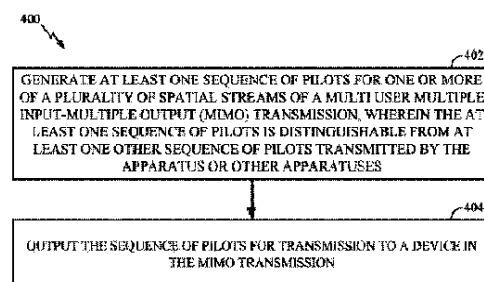 400
402
GENERATE AT LEAST ONE SEQUENCE OF PILOTS FOR ONE OR MORE
OF A PLURALITY OF SPATIAL STREAMS OF A MULTI USER MULTIPLE
INPUT-MULTIPLE OUTPUT (MIMO) TRANSMISSION, WHEREIN THE AT
LEAST ONE SEQUENCE OF PILOTS IS DISTINGUISHABLE FROM AT
LEAST ONE OTHER SEQUENCE OF PILOTS TRANSMITTED BY THE
APPARATUS OR OTHER APPARATUSES
404
OUTPUT THE SEQUENCE OF PILOTS FOR TRANSMISSION TO A DEVICE IN
THE MIMO TRANSMISSION